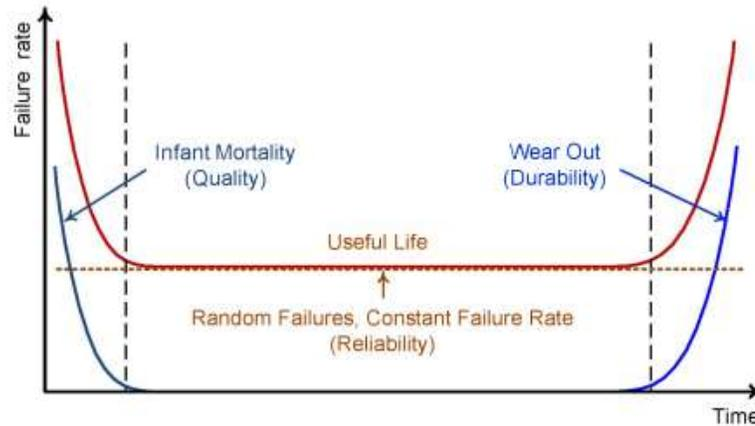 Failure rate
Infant Mortality
(Quality)
Wear Out
(Durability)
Useful Life
Random Failures, Constant Failure Rate
(Reliability)
Time